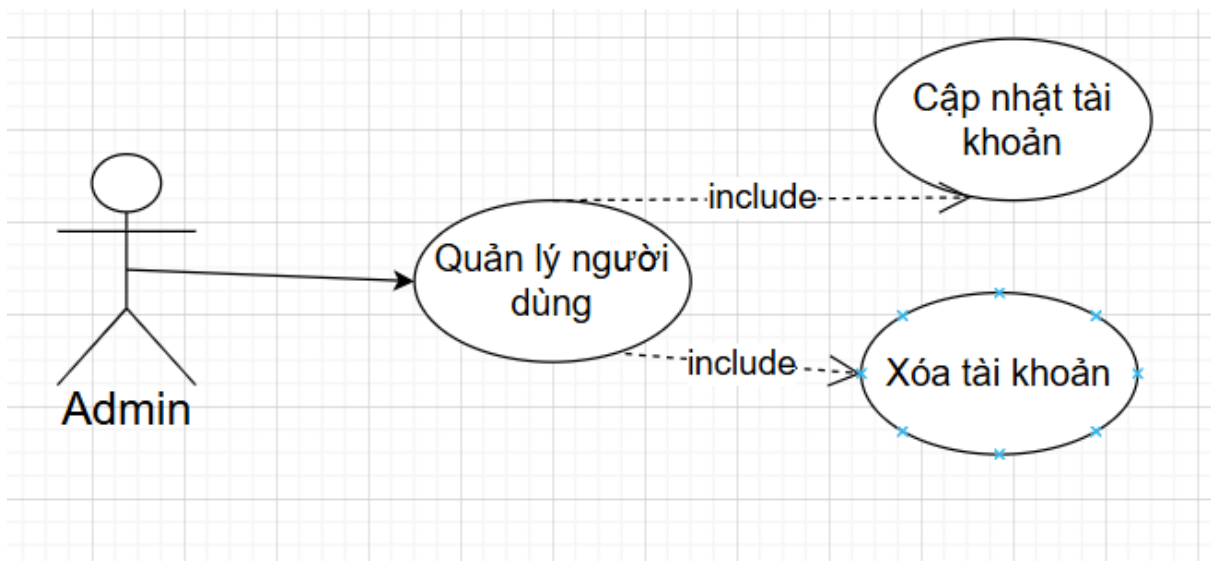 Cập nhật tài
khoản
include
Quản lý người
dùng
include
Xóa tài khoản
Admin